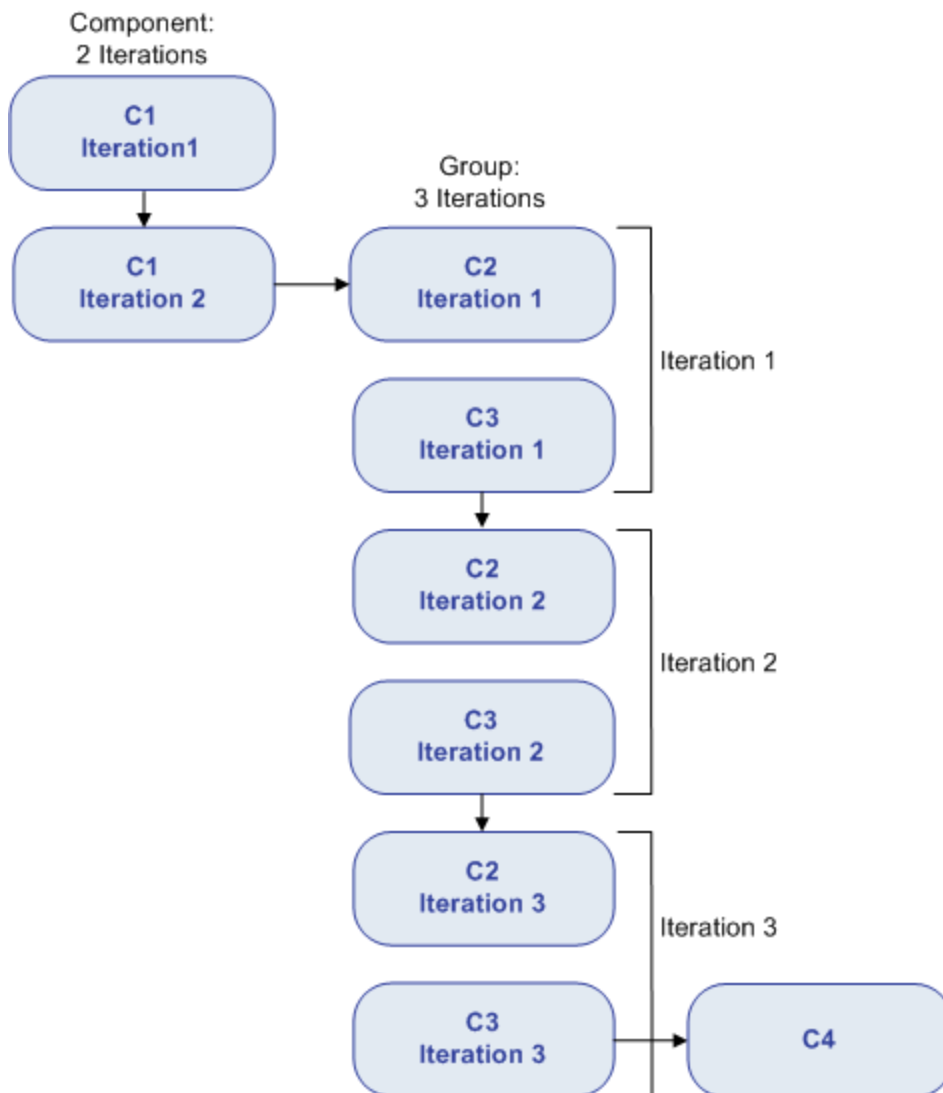 Component:
2 Iterations
C1
Iteration1
Group:
3 Iterations
C1
Iteration 2
C2
Iteration 1
Iteration 1
C3
Iteration 1
C2
Iteration 2
Iteration 2
C3
Iteration 2
C2
Iteration 3
Iteration 3
C3
Iteration 3
C4